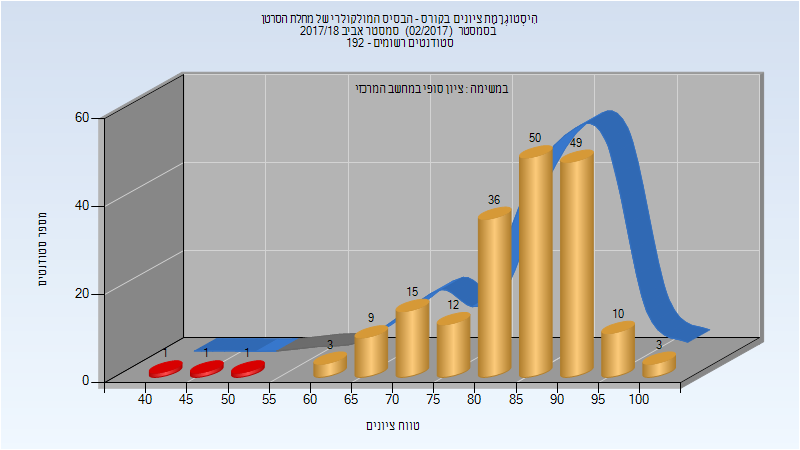 הִיסְטוֹגְרָמַת ציונים בקורס - הבסיס המולקולרי של מחלת הסרטן
בסמסטר (02/2017) סמסטר אביב 2017/18
סטודנטים רשומים - 192
במשימה : ציון סופי במחשב המרכזי
מספר סטודנטים
60
40
20
0
1 1 1 3 9 15 12 36 50 49 10 3
40 45 50 55 60 65 70 75 80 85 90 95 100
טווח ציונים